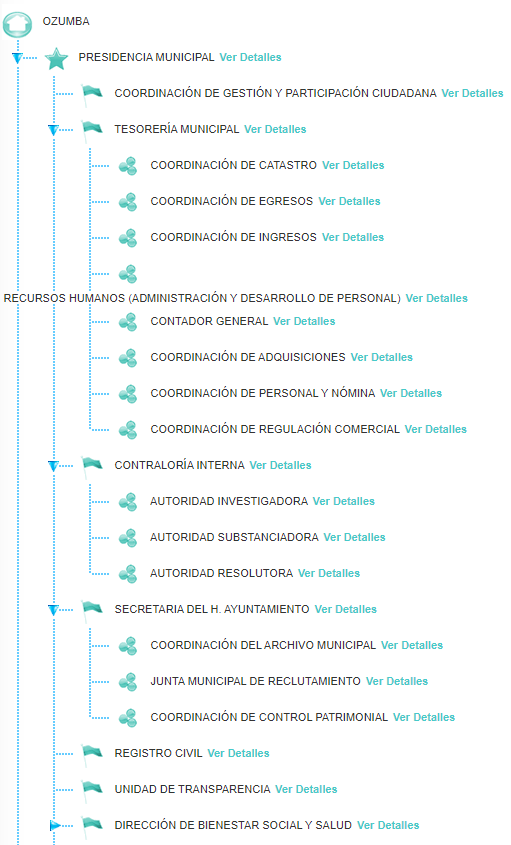 OZUMBA
PRESIDENCIA MUNICIPAL Ver Detalles
COORDINACIÓN DE GESTIÓN Y PARTICIPACIÓN CIUDADANA Ver Detalles
TESORERÍA MUNICIPAL Ver Detalles
COORDINACIÓN DE CATASTRO Ver Detalles
COORDINACIÓN DE EGRESOS Ver Detalles
COORDINACIÓN DE INGRESOS Ver Detalles
RECURSOS HUMANOS (ADMINISTRACIÓN Y DESARROLLO DE PERSONAL) Ver Detalles
CONTADOR GENERAL Ver Detalles
COORDINACIÓN DE ADQUISICIONES Ver Detalles
COORDINACIÓN DE PERSONAL Y NÓMINA Ver Detalles
COORDINACIÓN DE REGULACIÓN COMERCIAL Ver Detalles
CONTRALORÍA INTERNA Ver Detalles
AUTORIDAD INVESTIGADORA Ver Detalles
AUTORIDAD SUBSTANCIADORA Ver Detalles
AUTORIDAD RESOLUTORA Ver Detalles
SECRETARIA DEL H. AYUNTAMIENTO Ver Detalles
COORDINACIÓN DEL ARCHIVO MUNICIPAL Ver Detalles
JUNTA MUNICIPAL DE RECLUTAMIENTO Ver Detalles
COORDINACIÓN DE CONTROL PATRIMONIAL Ver Detalles
REGISTRO CIVIL Ver Detalles
UNIDAD DE TRANSPARENCIA Ver Detalles
DIRECCIÓN DE BIENESTAR SOCIAL Y SALUD Ver Detalles